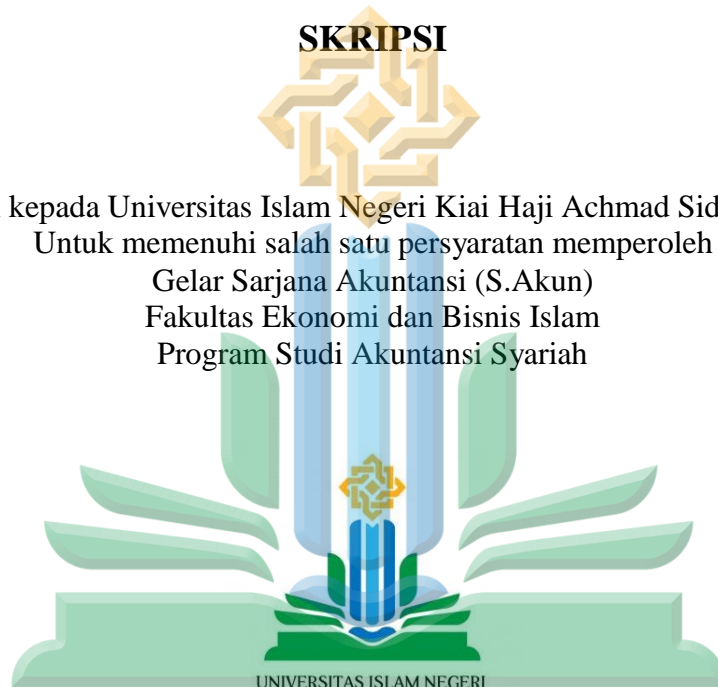 SKRIPSI
kepada Universitas Islam Negeri Kiai Haji Achmad Sid
Untuk memenuhi salah satu persyaratan memperoleh
Gelar Sarjana Akuntansi (S.Akun)
Fakultas Ekonomi dan Bisnis Islam
Program Studi Akuntansi Syariah
UNIVERSITAS ISLAM NEGERI